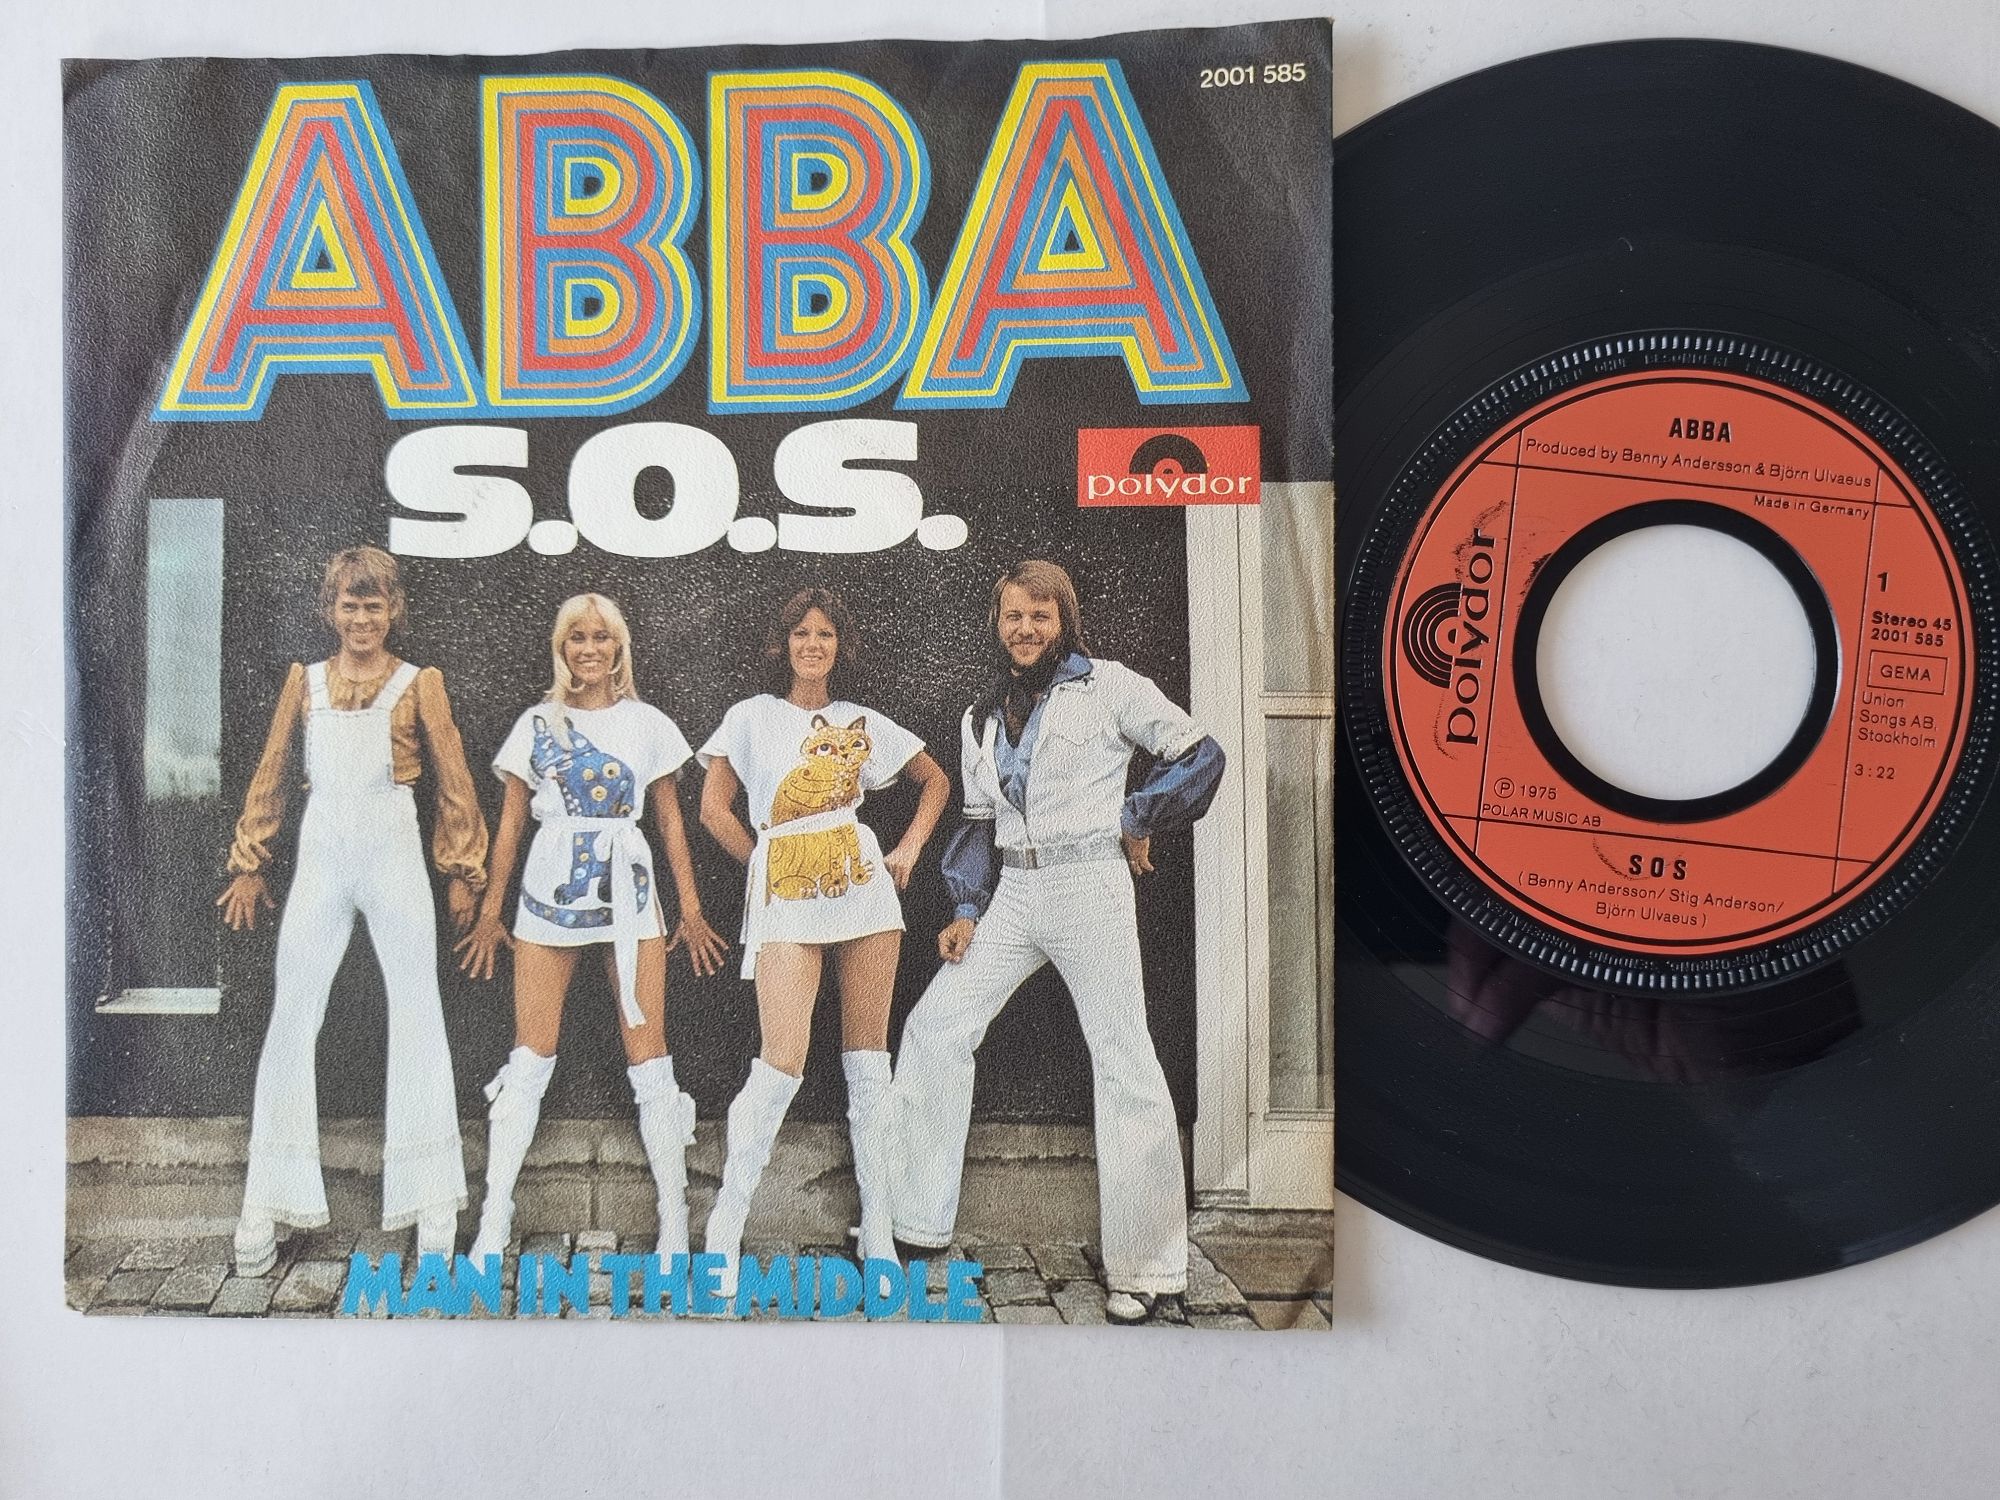 2001 585
ABBA
S.O.S.
polydor
MAN IN THE MIDDLE
ABBA
Produced by Benny Andersson & Björn Ulvaeus
Made in Germany
polydor
1
Stereo 45
2001 585
GEMA
Union
Songs AB,
Stockholm
3:22
℗ 1975
POLAR MUSIC AB
SOS
(Benny Andersson/ Stig Anderson/
Björn Ulvaeus)